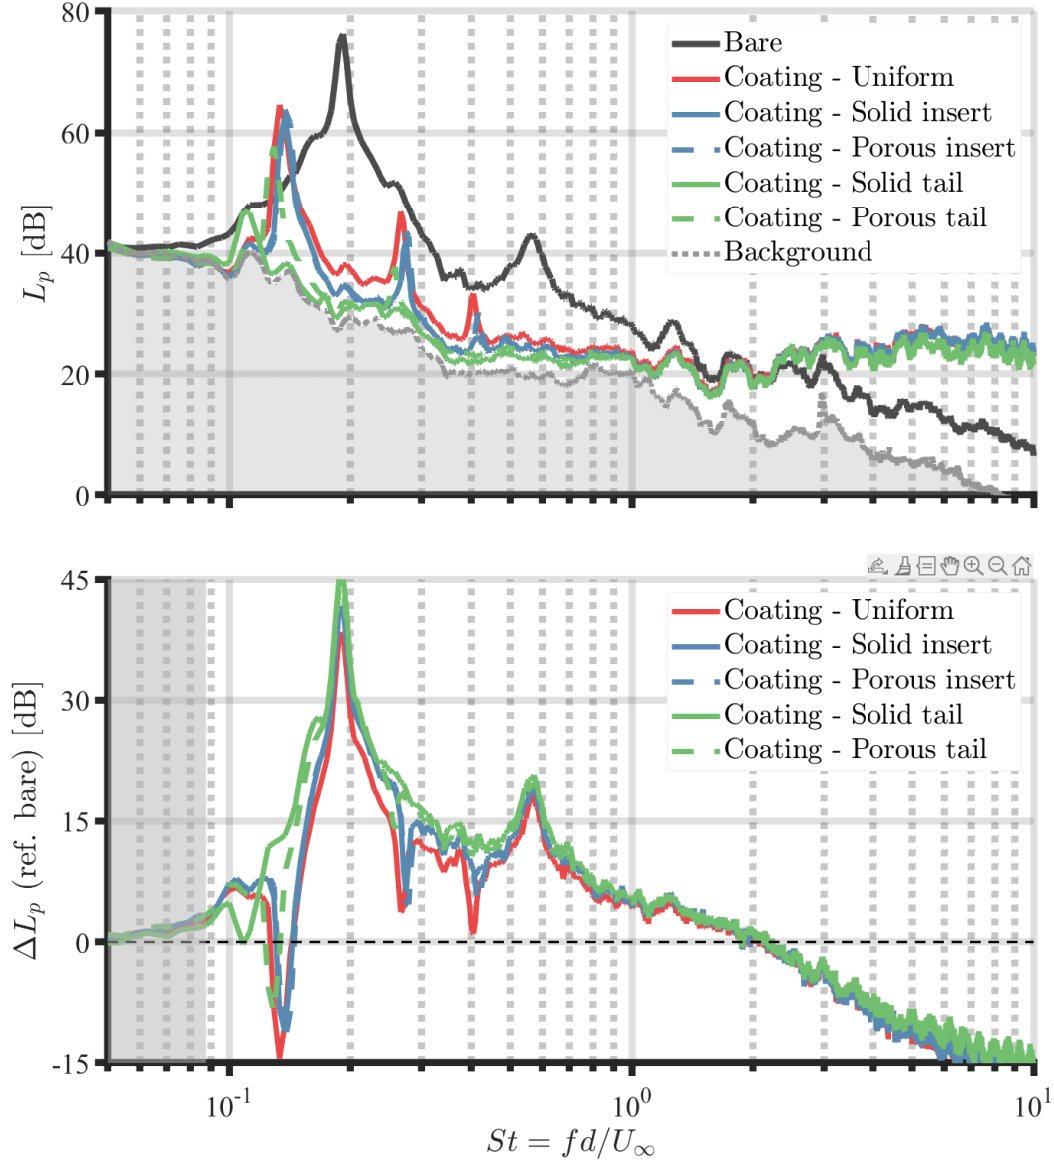 80
60
40
20
0
L_p [dB]
Bare
Coating - Uniform
Coating - Solid insert
Coating - Porous insert
Coating - Solid tail
Coating - Porous tail
Background
45
30
15
0
-15
ΔL_p (ref. bare) [dB]
Coating - Uniform
Coating - Solid insert
Coating - Porous insert
Coating - Solid tail
Coating - Porous tail
10^-1
10^0
10^1
St = fd/U_∞